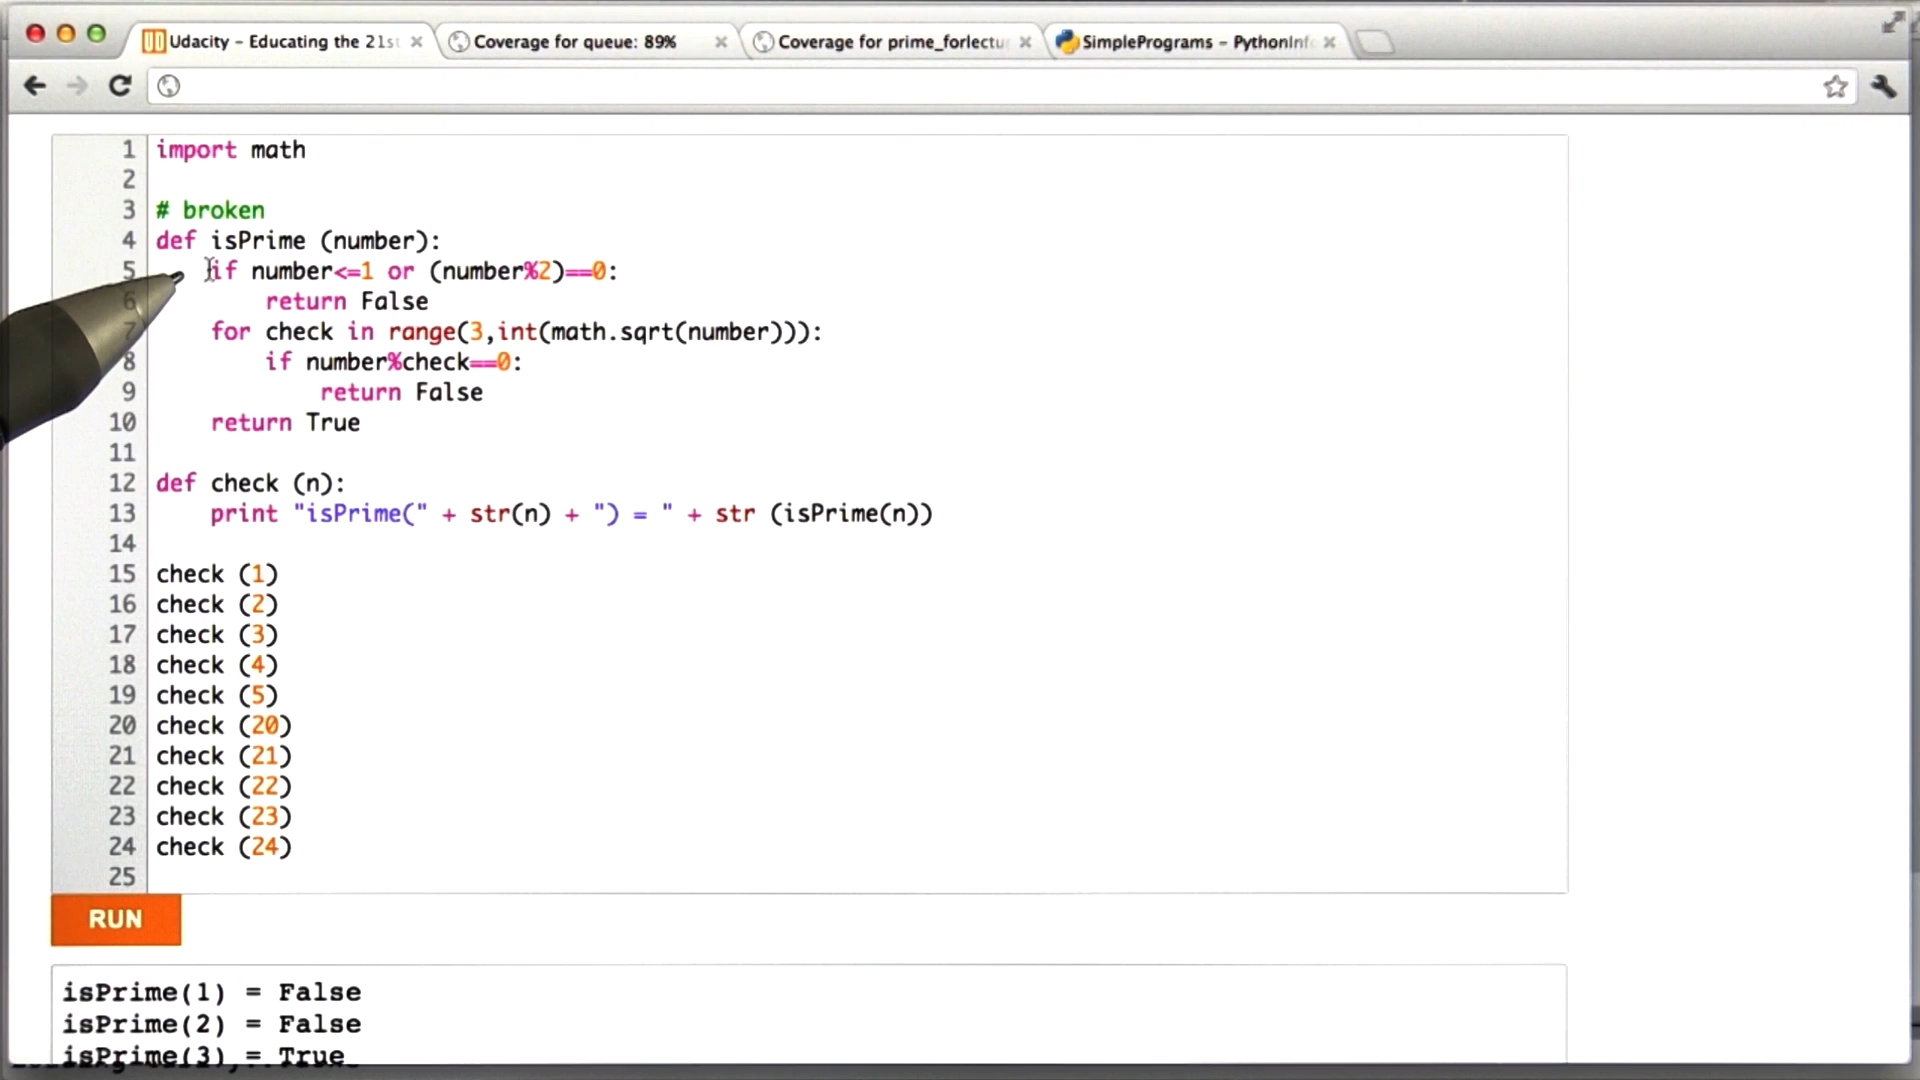 Udacity - Educating the 21st
Coverage for queue: 89%
Coverage for prime_forlectu
SimplePrograms - PythonInf
1 import math
2
3 # broken
4 def isPrime (number):
5 if number<=1 or (number%2)==0:
6 return False
7 for check in range(3,int(math.sqrt(number))):
8 if number%check==0:
9 return False
10 return True
11
12 def check (n):
13 print "isPrime(" + str(n) + ") = " + str (isPrime(n))
14
15 check (1)
16 check (2)
17 check (3)
18 check (4)
19 check (5)
20 check (20)
21 check (21)
22 check (22)
23 check (23)
24 check (24)
25
RUN
isPrime(1) = False
isPrime(2) = False
isPrime(3) = True